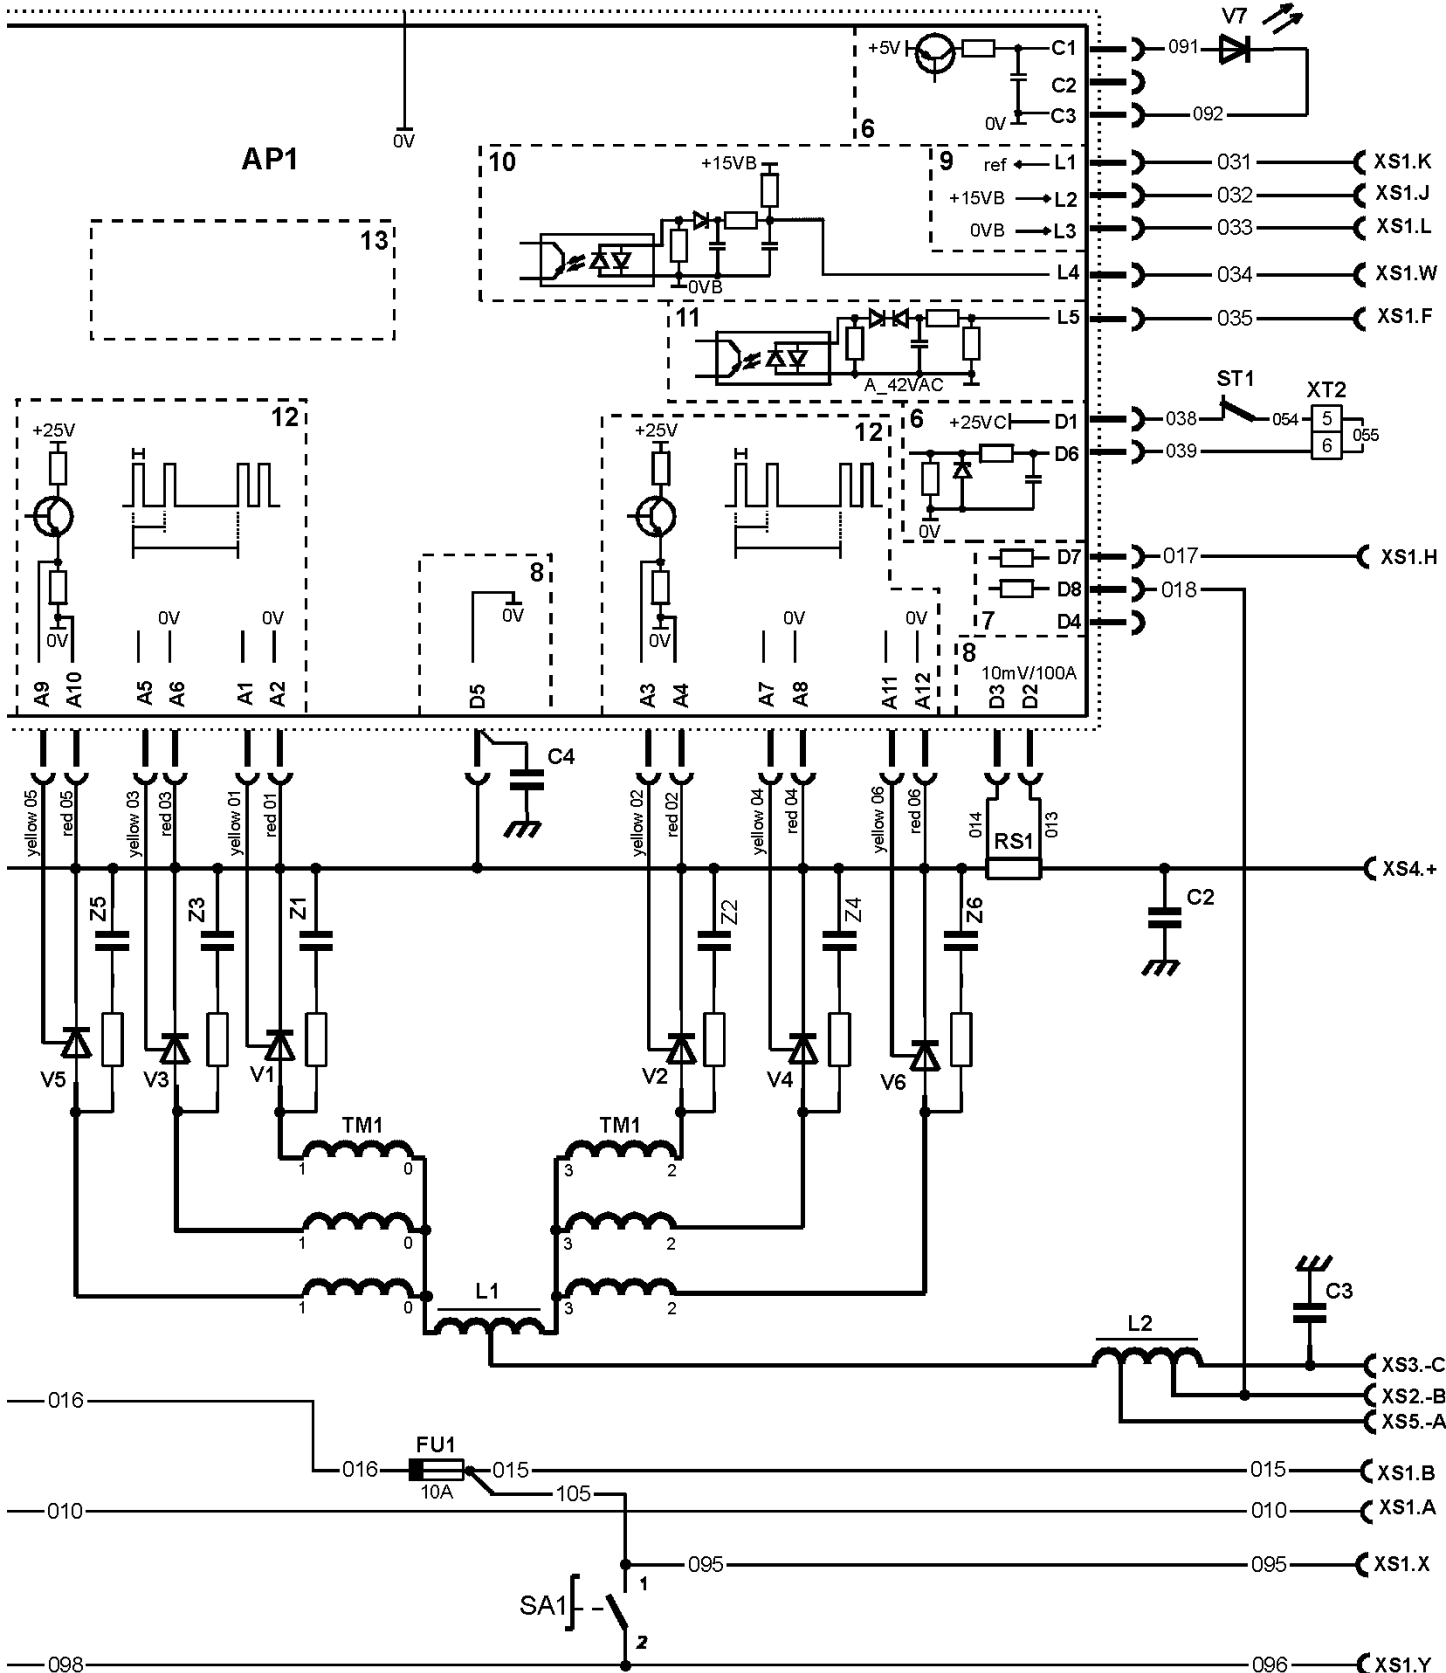 V7
+5V
C1
091
C2
0V
C3
092
6
0V
AP1
10
+15VB
9
ref
L1
031
XS1.K
+15VB
L2
032
XS1.J
0VB
L3
033
XS1.L
13
0VB
L4
034
XS1.W
11
L5
035
XS1.F
A_42VAC
ST1
XT2
12
12
6
+25VC
D1
038
054
5
055
+25V
+25V
D6
039
6
0V
8
D7
017
XS1.H
0V
D8
018
0V
0V
0V
0V
0V
0V
7
D4
8
10mV/100A
A9
A10
A5
A6
A1
A2
D5
A3
A4
A7
A8
A11
A12
D3
D2
C4
yellow 05
red 05
yellow 03
red 03
yellow 01
red 01
yellow 02
red 02
yellow 04
red 04
yellow 06
red 06
014
013
RS1
XS4.+
C2
Z5
Z3
Z1
Z2
Z4
Z6
V5
V3
V1
V2
V4
V6
TM1
TM1
1
0
3
2
1
0
3
2
1
0
3
2
L1
C3
L2
XS3.-C
016
XS2.-B
XS5.-A
FU1
016
015
015
XS1.B
10A
105
010
010
XS1.A
095
095
XS1.X
1
SA1
2
098
096
XS1.Y